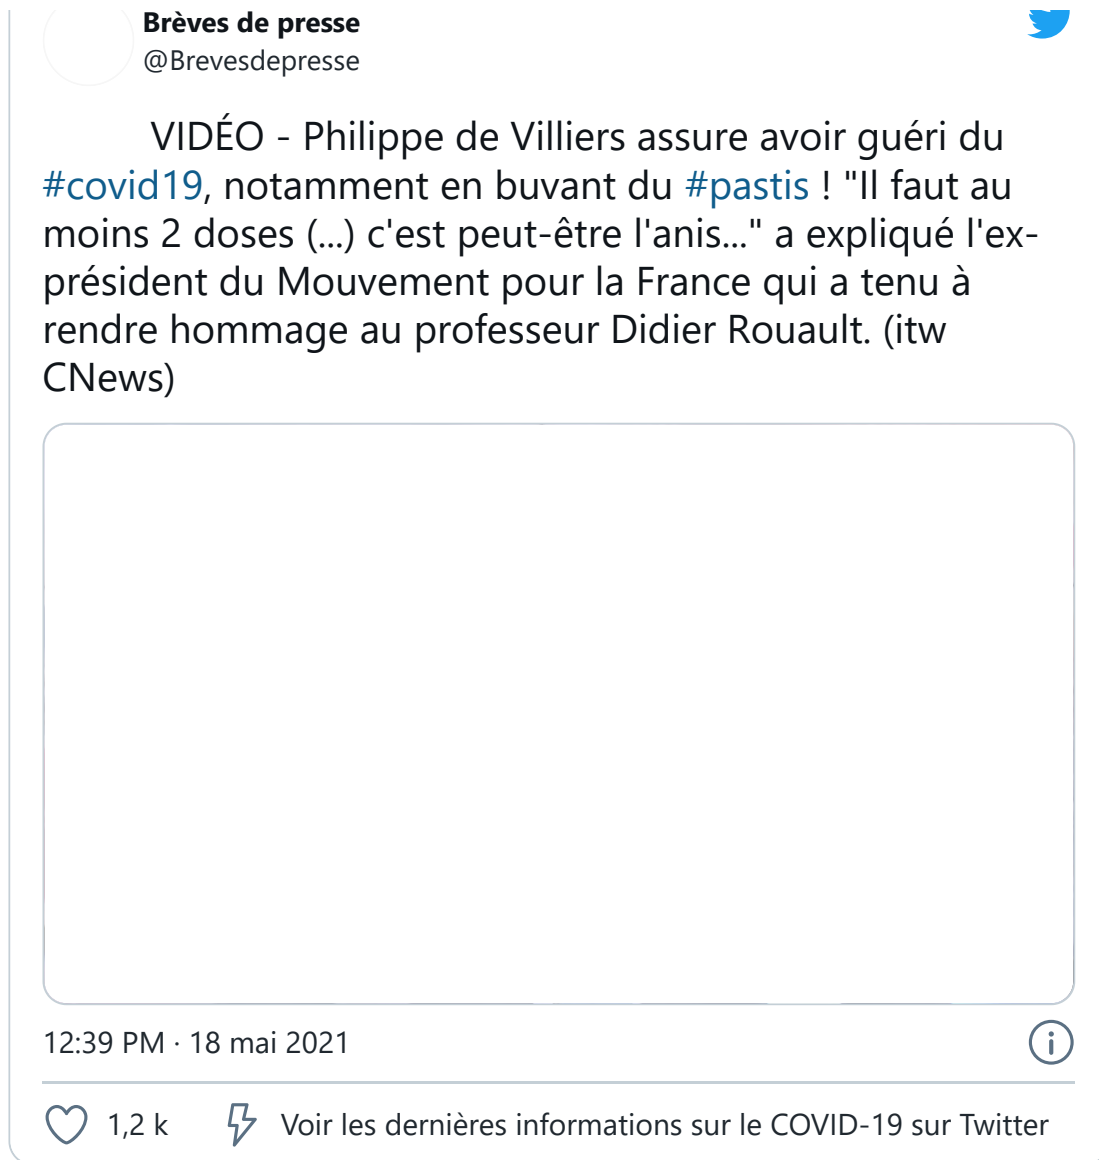 Brèves de presse
@Brevesdepresse
VIDÉO - Philippe de Villiers assure avoir guéri du
#covid19, notamment en buvant du #pastis ! "Il faut au
moins 2 doses (...) c'est peut-être l'anis..." a expliqué l'ex-
président du Mouvement pour la France qui a tenu à
rendre hommage au professeur Didier Rouault. (itw
CNews)
12:39 PM · 18 mai 2021
1,2 k Voir les dernières informations sur le COVID-19 sur Twitter